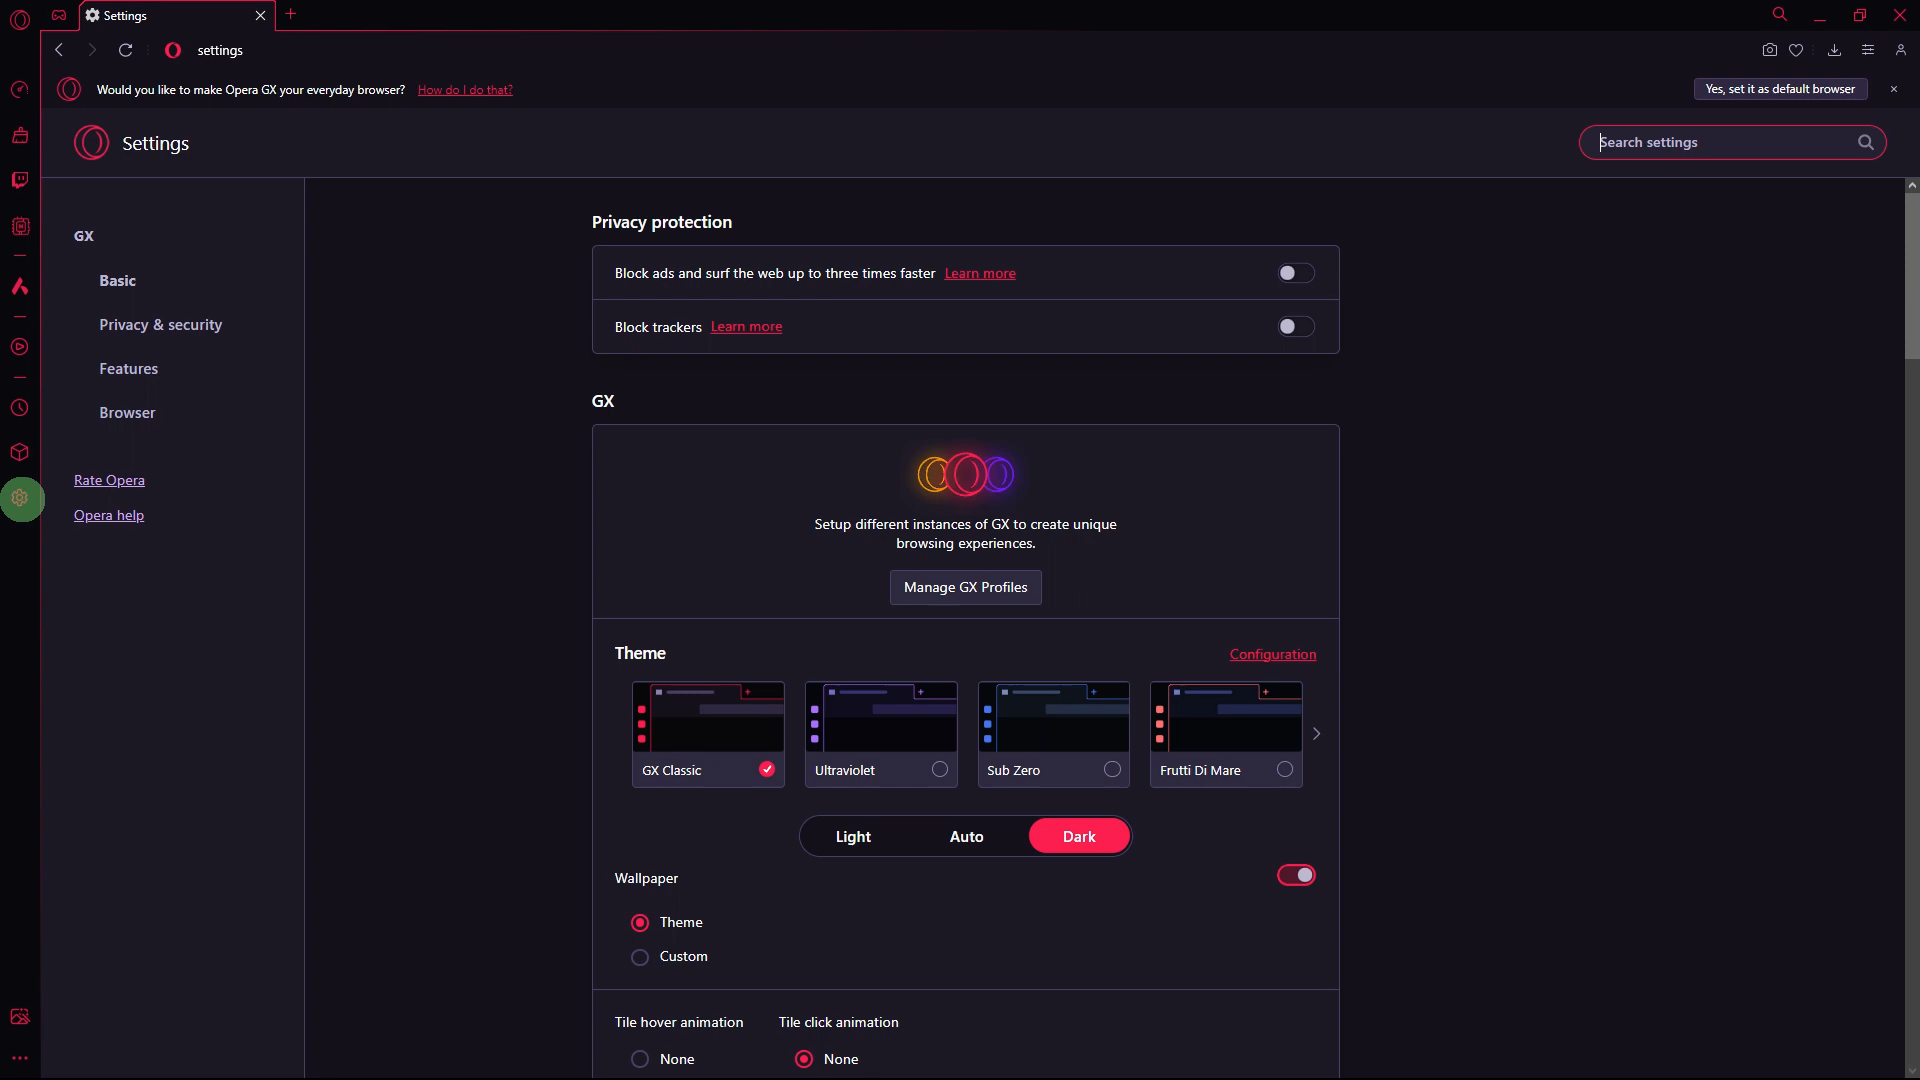 Settings
settings
Would you like to make Opera GX your everyday browser? How do I do that?
Yes, set it as default browser
Settings
Search settings
GX
Basic
Privacy & security
Features
Browser
Rate Opera
Opera help
Privacy protection
Block ads and surf the web up to three times faster Learn more
Block trackers Learn more
GX
Setup different instances of GX to create unique
browsing experiences.
Manage GX Profiles
Theme
Configuration
GX Classic
Ultraviolet
Sub Zero
Frutti Di Mare
Light
Auto
Dark
Wallpaper
Theme
Custom
Tile hover animation
Tile click animation
None
None